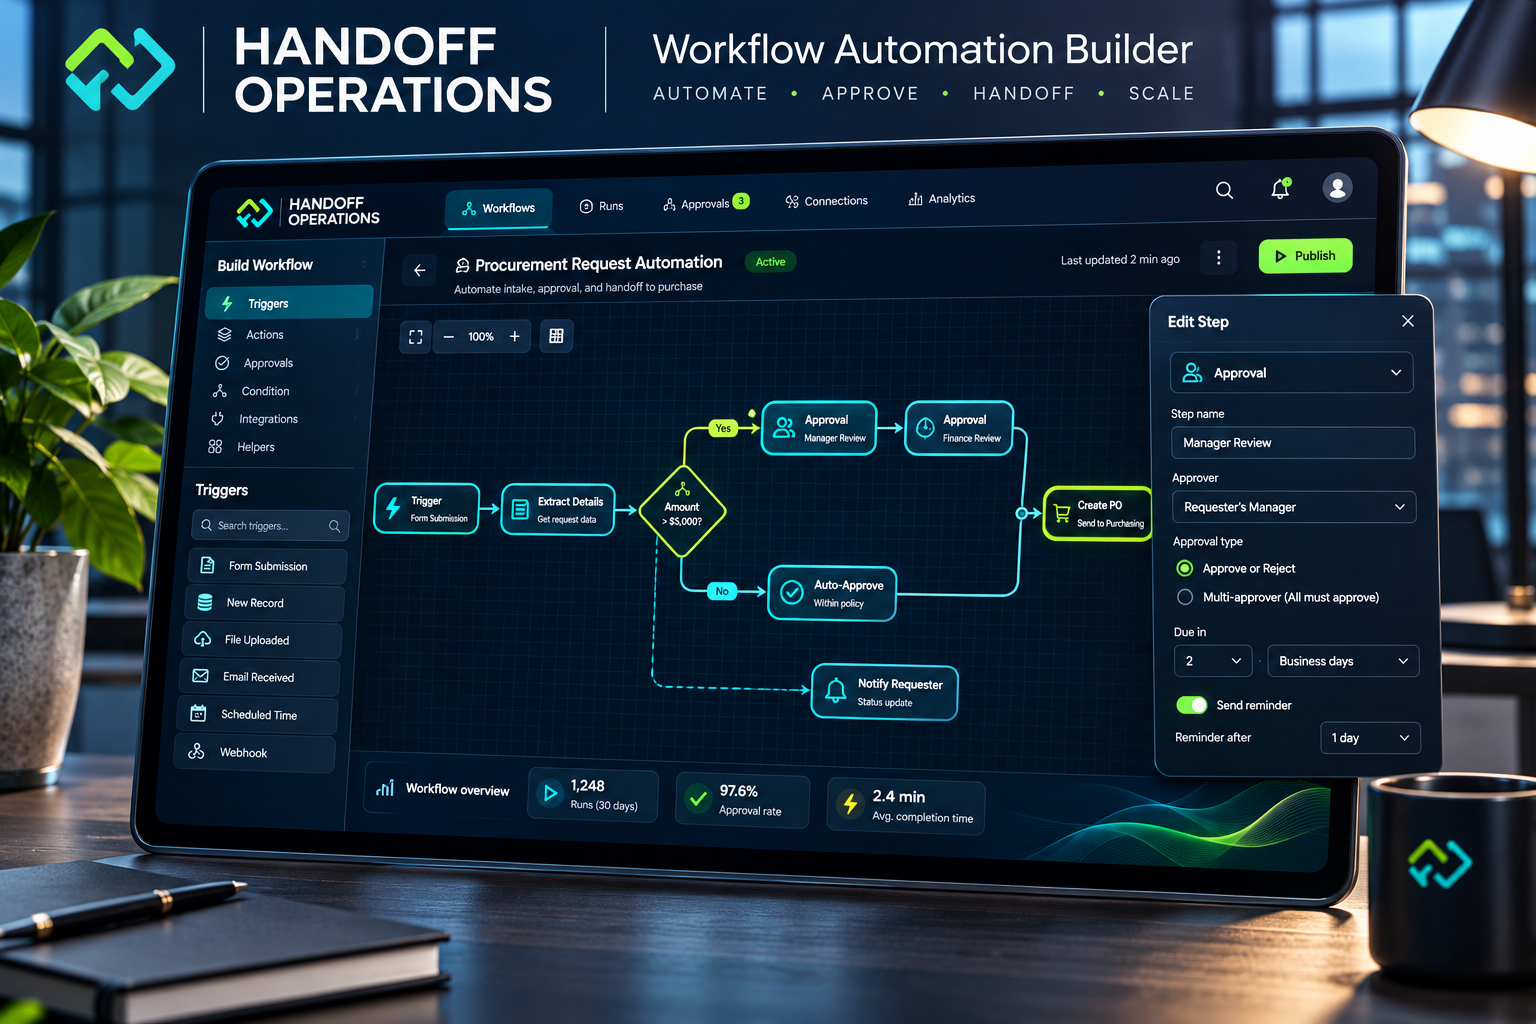 HANDOFF
OPERATIONS
Workflow Automation Builder
AUTOMATE • APPROVE • HANDOFF • SCALE
HANDOFF
OPERATIONS
Workflows
Runs
Approvals 3
Connections
Analytics
Build Workflow
Triggers
Actions
Approvals
Condition
Integrations
Helpers
Triggers
Search triggers...
Form Submission
New Record
File Uploaded
Email Received
Scheduled Time
Webhook
Procurement Request Automation
Active
Automate intake, approval, and handoff to purchase
Last updated 2 min ago
Publish
100%
Trigger
Form Submission
Extract Details
Get request data
Amount
> $5,000?
Yes
Approval
Manager Review
Approval
Finance Review
No
Auto-Approve
Within policy
Notify Requester
Status update
Create PO
Send to Purchasing
Workflow overview
1,248
Runs (30 days)
97.6%
Approval rate
2.4 min
Avg. completion time
Edit Step
Approval
Step name
Manager Review
Approver
Requester's Manager
Approval type
Approve or Reject
Multi-approver (All must approve)
Due in
2
Business days
Send reminder
Reminder after
1 day